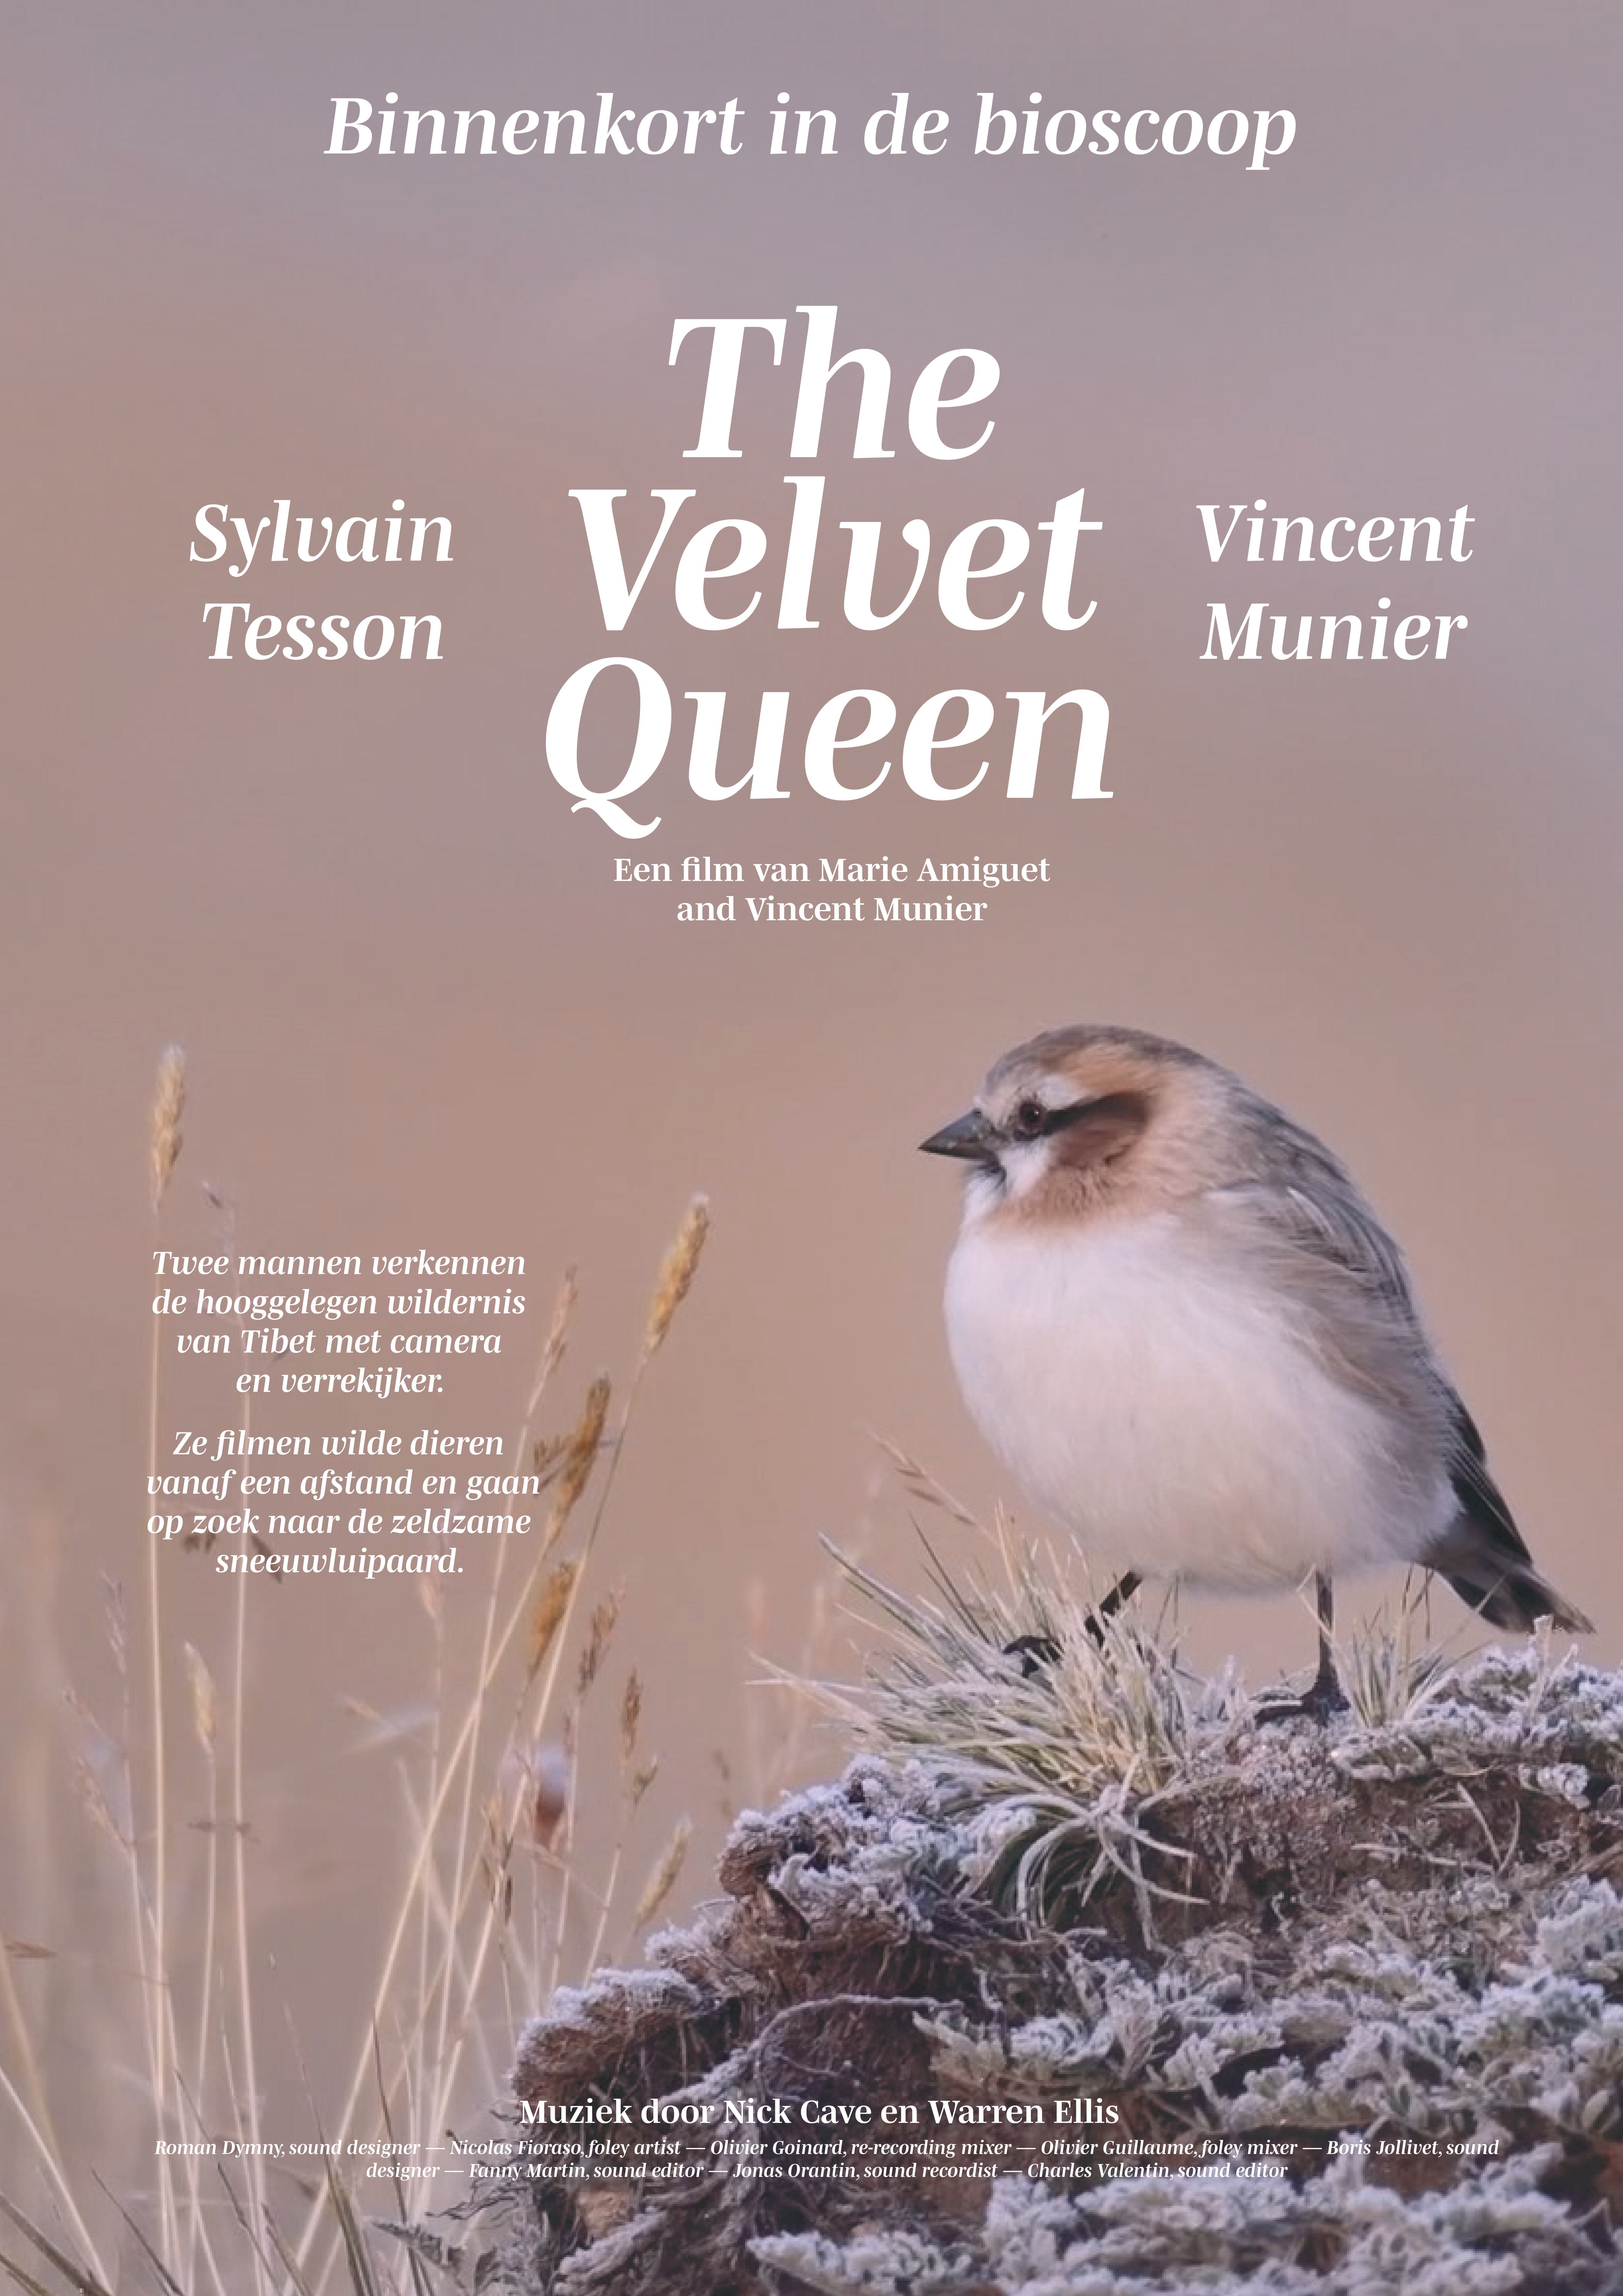 Binnenkort in de bioscoop
The
Velvet
Queen
Sylvain
Tesson
Vincent
Munier
Een film van Marie Amiguet
and Vincent Munier
Twee mannen verkennen
de hooggelegen wildernis
van Tibet met camera
en verrekijker.
Ze filmen wilde dieren
vanaf een afstand en gaan
op zoek naar de zeldzame
sneeuwluipaard.
Muziek door Nick Cave en Warren Ellis
Roman Dymny, sound designer — Nicolas Fioraso, foley artist — Olivier Goinard, re-recording mixer — Olivier Guillaume, foley mixer — Boris Jollivet, sound
designer — Fanny Martin, sound editor — Jonas Orantin, sound recordist — Charles Valentin, sound editor